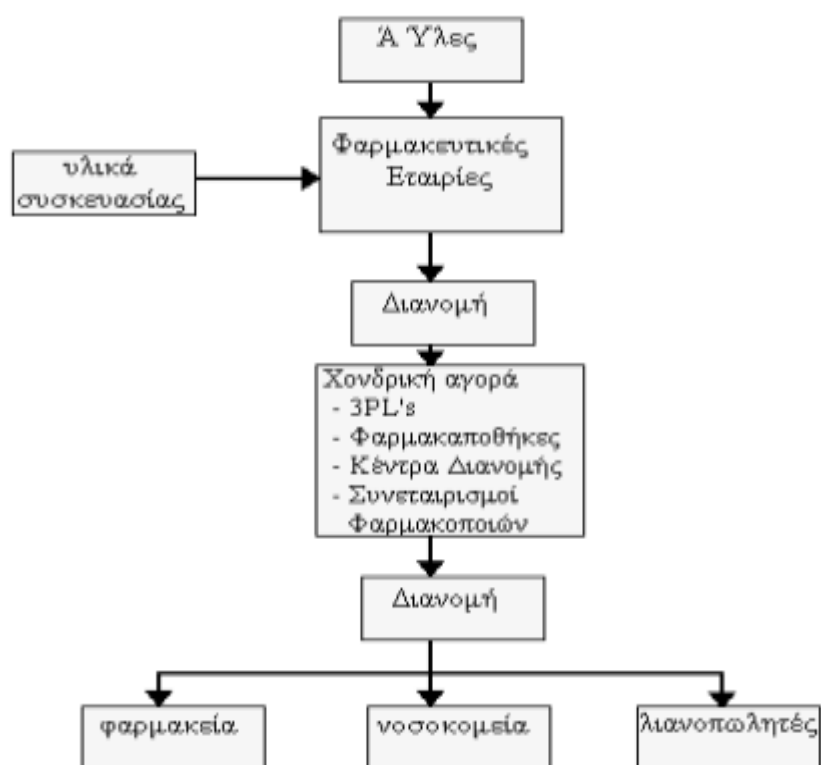 Ά Ύλες
Φαρμακευτικές
Εταιρίες
υλικά
συσκευασίας
Διανομή
Χονδρική αγορά
- 3PL's
- Φαρμακαποθήκες
- Κέντρα Διανομής
- Συνεταιρισμοί
Φαρμακοποιών
Διανομή
φαρμακεία
νοσοκομεία
λιανοπωλητές